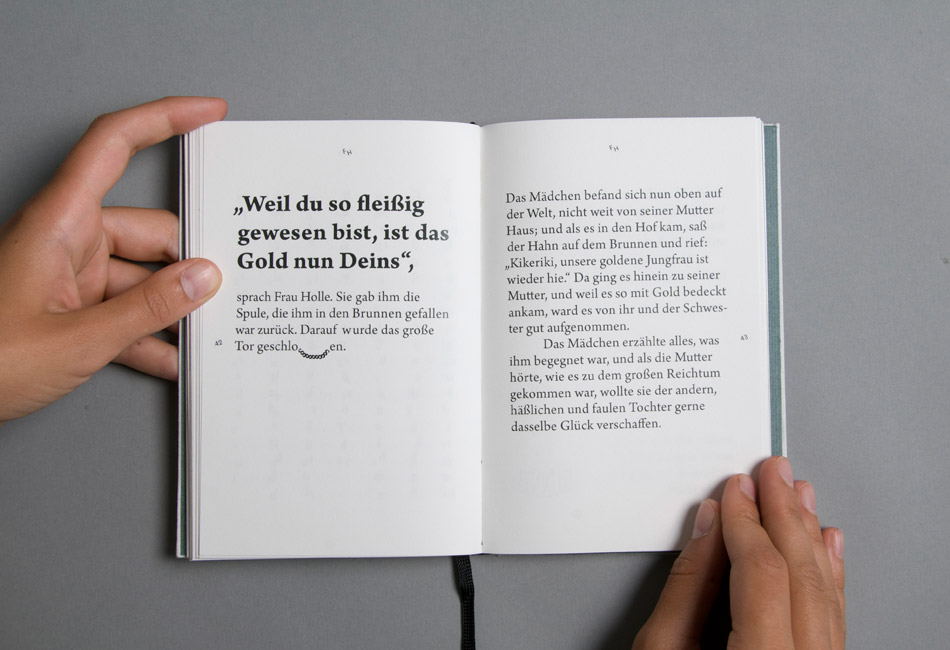 FH
„Weil du so fleißig
gewesen bist, ist das
Gold nun Deins“,
sprach Frau Holle. Sie gab ihm die
Spule, die ihm in den Brunnen gefallen
war zurück. Darauf wurde das große
Tor geschlo en.
42
FH
Das Mädchen befand sich nun oben auf
der Welt, nicht weit von seiner Mutter
Haus; und als es in den Hof kam, saß
der Hahn auf dem Brunnen und rief:
„Kikeriki, unsere goldene Jungfrau ist
wieder hie.“ Da ging es hinein zu seiner
Mutter, und weil es so mit Gold bedeckt
ankam, ward es von ihr und der Schwes-
ter gut aufgenommen.
Das Mädchen erzählte alles, was
ihm begegnet war, und als die Mutter
hörte, wie es zu dem großen Reichtum
gekommen war, wollte sie der andern,
häßlichen und faulen Tochter gerne
dasselbe Glück verschaffen.
43